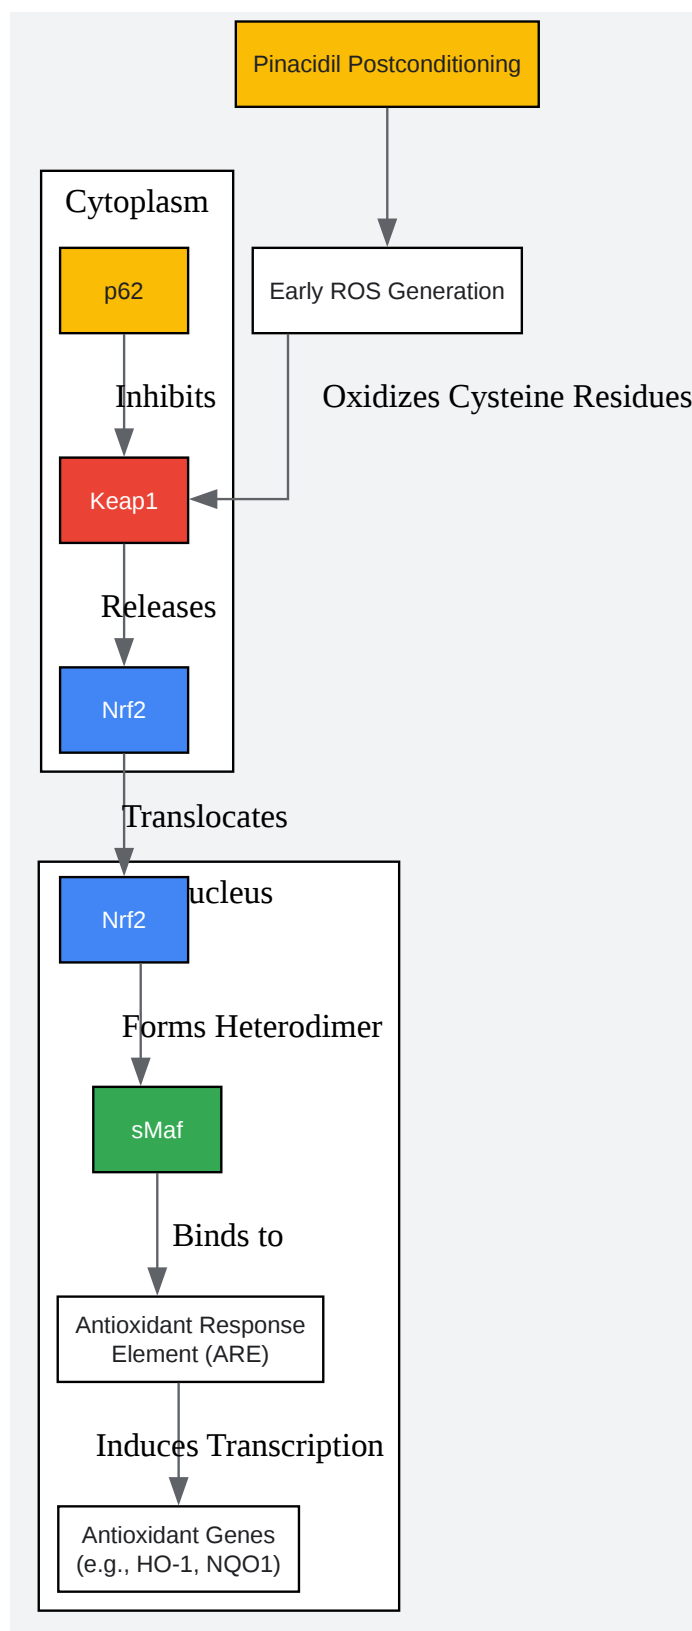 Pinacidil Postconditioning
Cytoplasm
p62
Early ROS Generation
Inhibits
Oxidizes Cysteine Residues
Keap1
Releases
Nrf2
Translocates
ucleus
Nrf2
Forms Heterodimer
sMaf
Binds to
Antioxidant Response
Element (ARE)
Induces Transcription
Antioxidant Genes
(e.g., HO-1, NQO1)